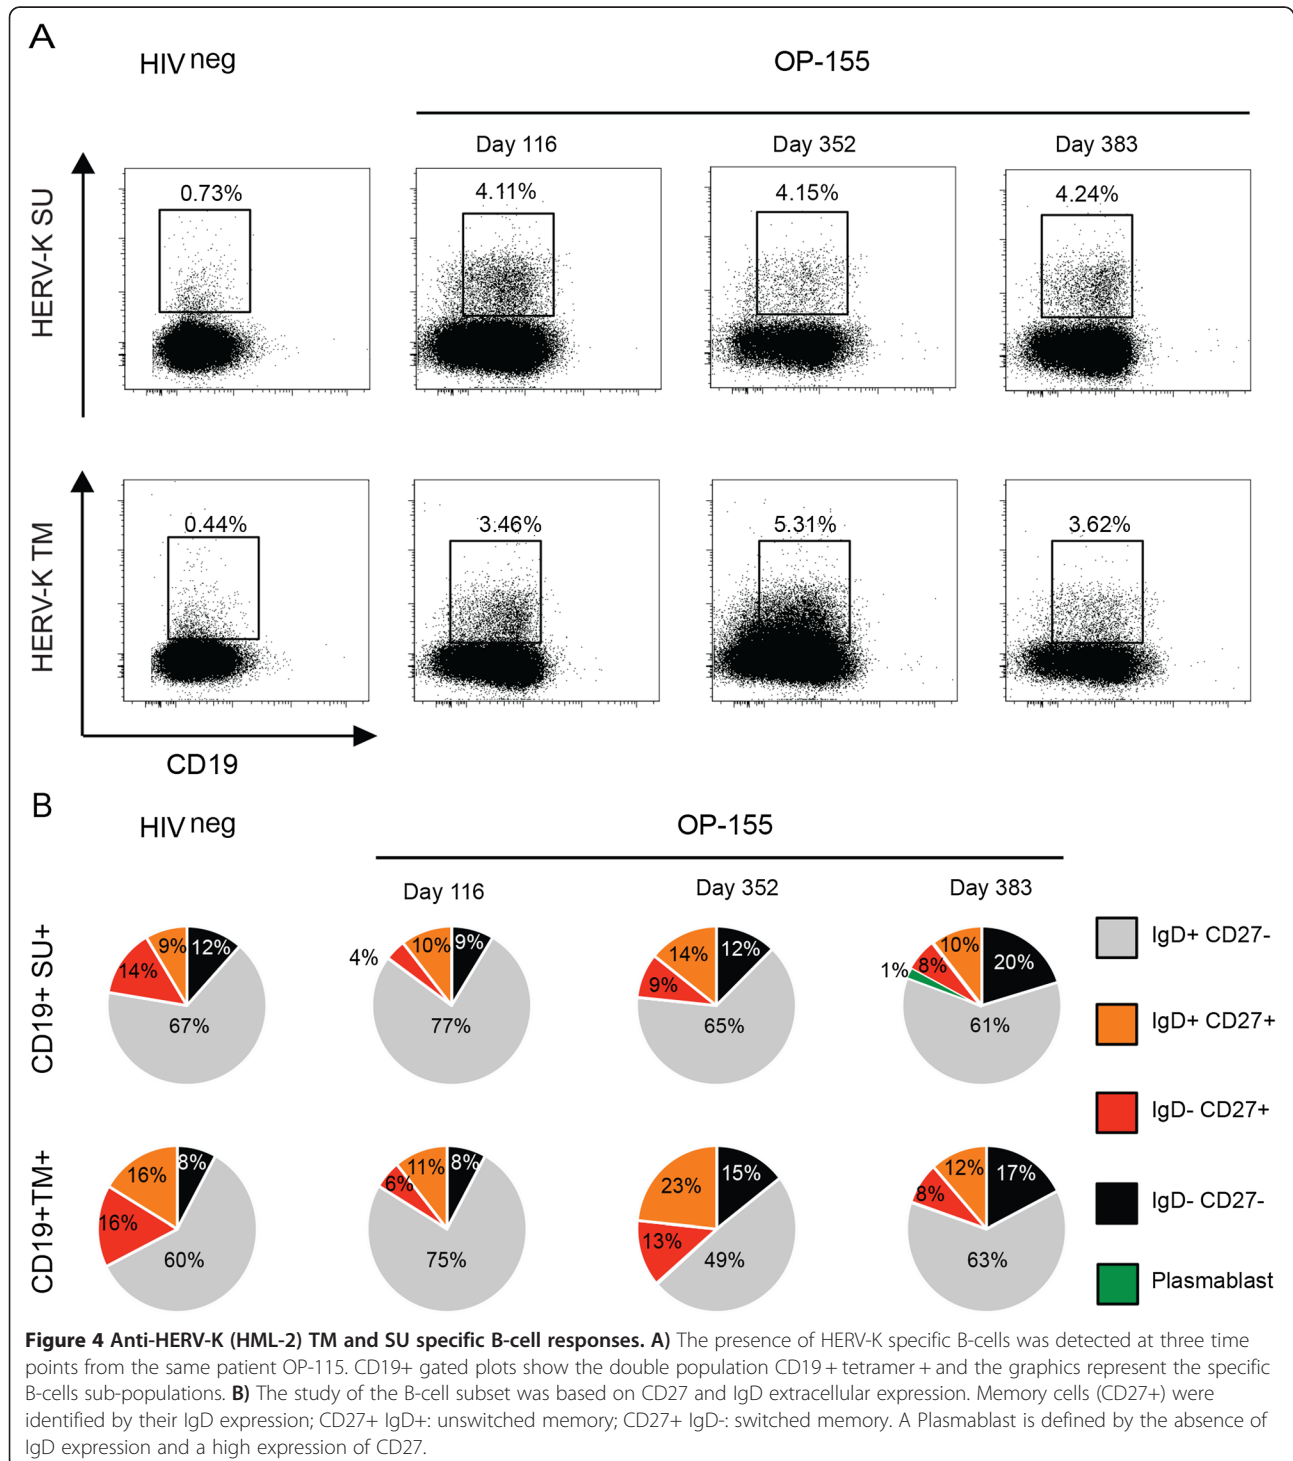 A
HIV neg
OP-155
Day 116
Day 352
Day 383
HERV-K SU
0.73%
4.11%
4.15%
4.24%
HERV-K TM
0.44%
3.46%
5.31%
3.62%
CD19
B
HIV neg
OP-155
Day 116
Day 352
Day 383
CD19+ SU+
9%
12%
14%
67%
4%
10%
9%
77%
14%
12%
9%
65%
1%
8%
10%
20%
61%
CD19+TM+
16%
8%
16%
60%
6%
11%
8%
75%
23%
15%
13%
49%
8%
12%
17%
63%
IgD+ CD27-
IgD+ CD27+
IgD- CD27+
IgD- CD27-
Plasmablast
Figure 4 Anti-HERV-K (HML-2) TM and SU specific B-cell responses. A) The presence of HERV-K specific B-cells was detected at three time
points from the same patient OP-115. CD19+ gated plots show the double population CD19 + tetramer + and the graphics represent the specific
B-cells sub-populations. B) The study of the B-cell subset was based on CD27 and IgD extracellular expression. Memory cells (CD27+) were
identified by their IgD expression; CD27+ IgD+: unswitched memory; CD27+ IgD-: switched memory. A Plasmablast is defined by the absence of
IgD expression and a high expression of CD27.